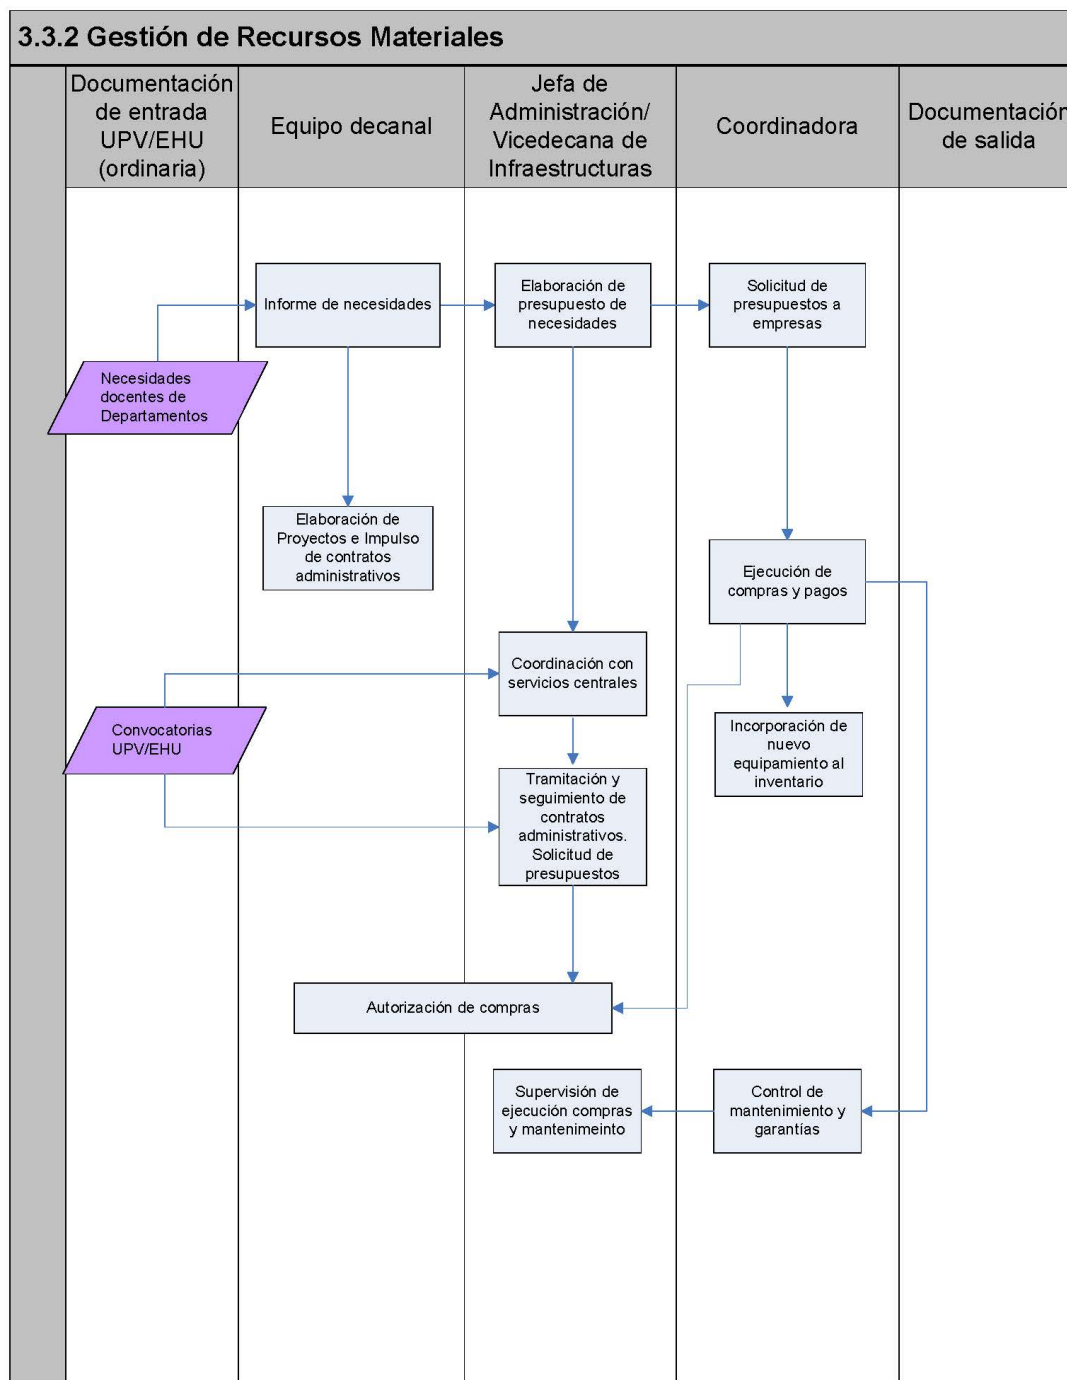 3.3.2 Gestión de Recursos Materiales
Documentación
de entrada
UPV/EHU
(ordinaria)
Equipo decanal
Jefa de
Administración/
Vicedecana de
Infraestructuras
Coordinadora
Documentación
de salida
Informe de necesidades
Elaboración de
presupuesto de
necesidades
Solicitud de
presupuestos a
empresas
Necesidades
docentes de
Departamentos
Elaboración de
Proyectos e Impulso
de contratos
administrativos
Ejecución de
compras y pagos
Coordinación con
servicios centrales
Convocatorias
UPV/EHU
Incorporación de
nuevo
equipamiento al
inventario
Tramitación y
seguimiento de
contratos
administrativos.
Solicitud de
presupuestos
Autorización de compras
Supervisión de
ejecución compras
y mantenimeinto
Control de
mantenimiento y
garantías